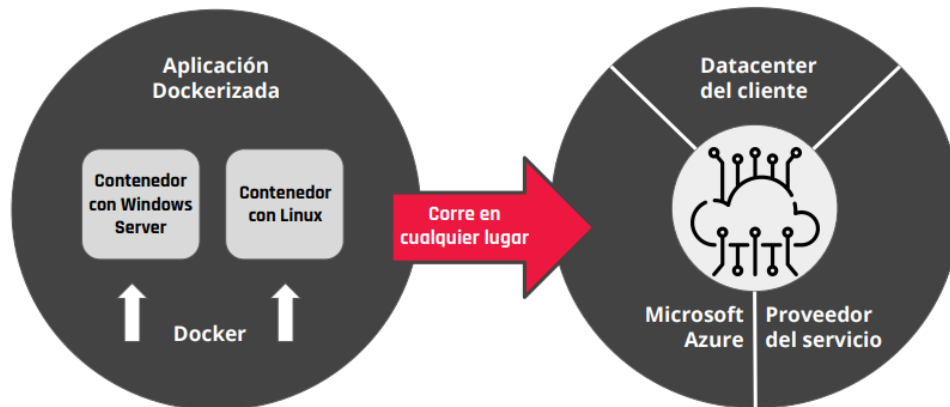 Aplicación
Dockerizada
Contenedor
con Windows
Server
Contenedor
con Linux
Docker
Corre en
cualquier lugar
Datacenter
del cliente
Microsoft
Azure
Proveedor
del servicio